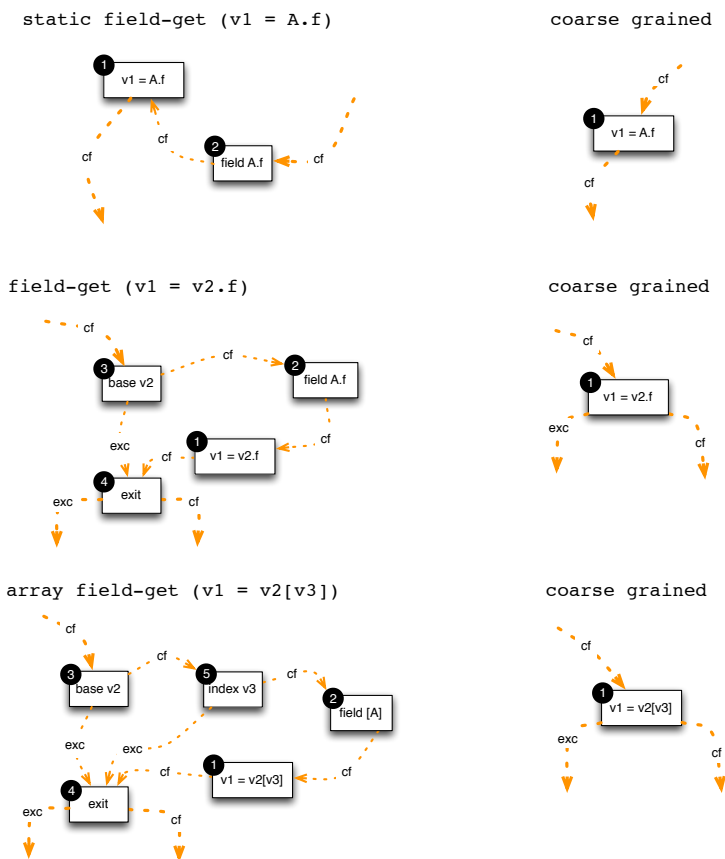 static field-get (v1 = A.f)
coarse grained
1
v1 = A.f
cf
cf
2
field A.f
cf
cf
1
v1 = A.f
cf
field-get (v1 = v2.f)
coarse grained
cf
3
base v2
cf
2
field A.f
cf
exc
1
v1 = v2.f
cf
4
exit
exc
cf
cf
1
v1 = v2.f
exc
cf
array field-get (v1 = v2[v3])
coarse grained
cf
3
base v2
cf
5
index v3
cf
2
field [A]
exc
exc
cf
1
v1 = v2[v3]
cf
4
exit
exc
cf
cf
1
v1 = v2[v3]
exc
cf